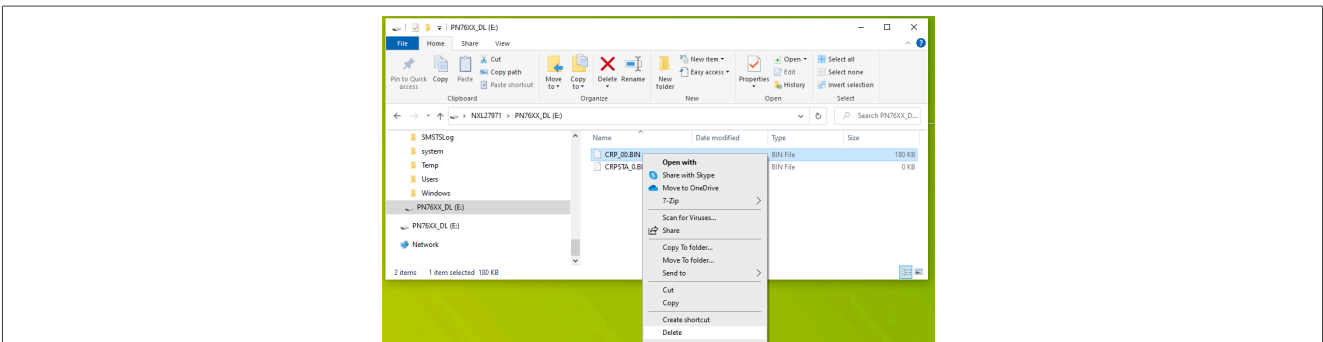 PN76XX_DL (E:)
File Home Share View
Pin to Quick access
Copy
Paste
Cut
Copy path
Paste shortcut
Clipboard
Move to
Copy to
Delete
Rename
Organize
New folder
New item
Easy access
New
Properties
Open
Edit
History
Open
Select all
Select none
Invert selection
Select
NXL27971 > PN76XX_DL (E:)
Search PN76XX_D...
SMSTSLog
system
Temp
Users
Windows
PN76XX_DL (E:)
PN76XX_DL (E:)
Network
Name Date modified Type Size
CRP_00.BIN BIN File 180 KB
CRPSTA_0.BI BIN File 0 KB
Open with
Share with Skype
Move to OneDrive
7-Zip
Scan for Viruses...
Share
Copy To folder...
Move To folder...
Send to
Cut
Copy
Create shortcut
Delete
2 items 1 item selected 180 KB